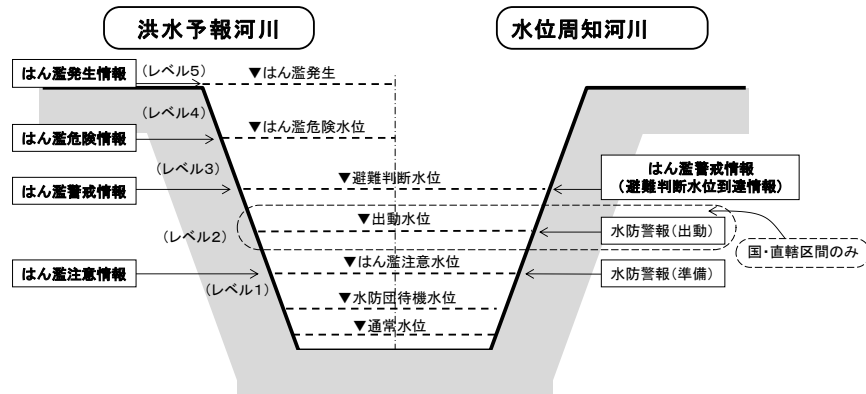 洪水予報河川
水位周知河川
はん濫発生情報
(レベル5)
▼はん濫発生
(レベル4)
はん濫危険情報
▼はん濫危険水位
(レベル3)
はん濫警戒情報
▼避難判断水位
はん濫警戒情報
(避難判断水位到達情報)
▼出動水位
(レベル2)
水防警報(出動)
国・直轄区間のみ
はん濫注意情報
▼はん濫注意水位
水防警報(準備)
(レベル1)
▼水防団待機水位
▼通常水位